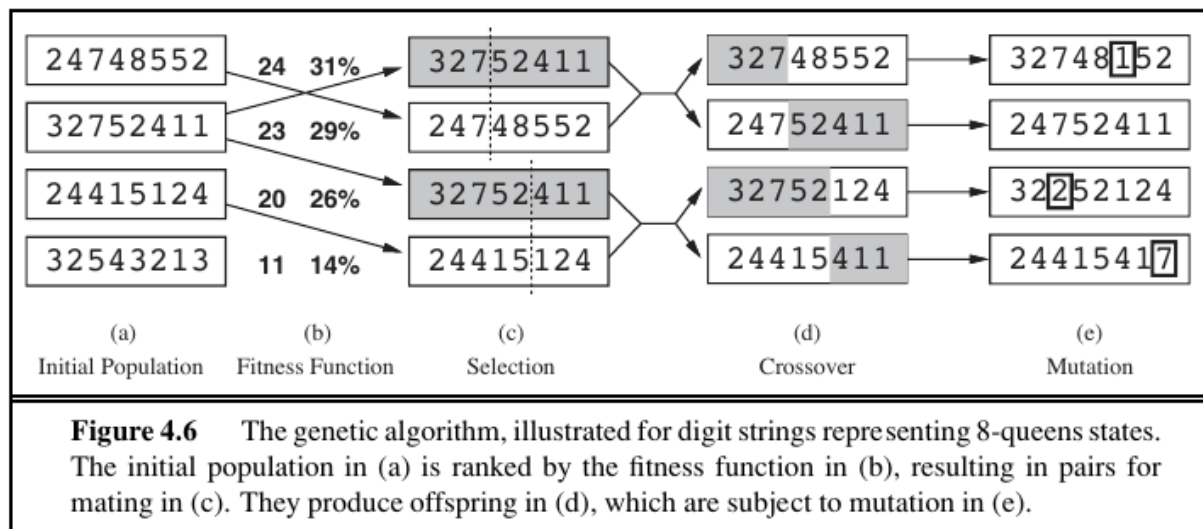 24748552 24 31% 32752411 32748552 32748152
32752411 23 29% 24748552 24752411 24752411
24415124 20 26% 32752411 32752124 32252124
32543213 11 14% 24415124 24415411 24415417
(a) (b) (c) (d) (e)
Initial Population Fitness Function Selection Crossover Mutation
Figure 4.6 The genetic algorithm, illustrated for digit strings representing 8-queens states.
The initial population in (a) is ranked by the fitness function in (b), resulting in pairs for
mating in (c). They produce offspring in (d), which are subject to mutation in (e).